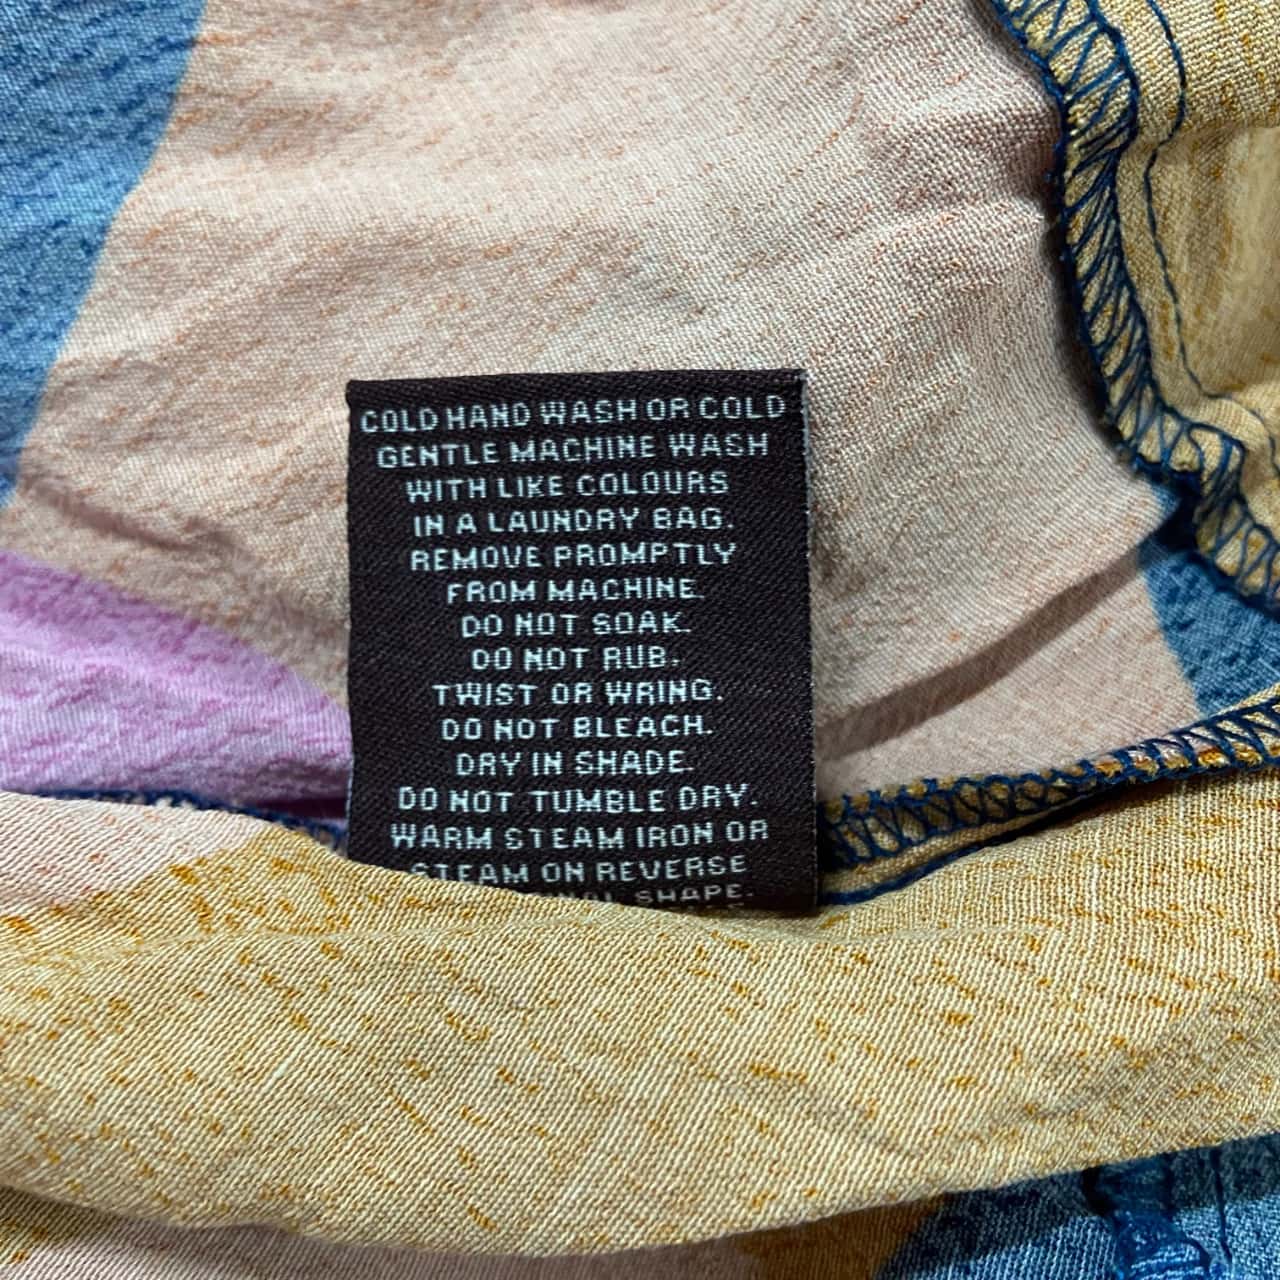 COLD HAND WASH OR COLD
GENTLE MACHINE WASH
WITH LIKE COLOURS
IN A LAUNDRY BAG.
REMOVE PROMPTLY
FROM MACHINE.
DO NOT SOAK.
DO NOT RUB.
TWIST OR WRING.
DO NOT BLEACH.
DRY IN SHADE.
DO NOT TUMBLE DRY.
WARM STEAM IRON OR
STEAM ON REVERSE
SHAPE.